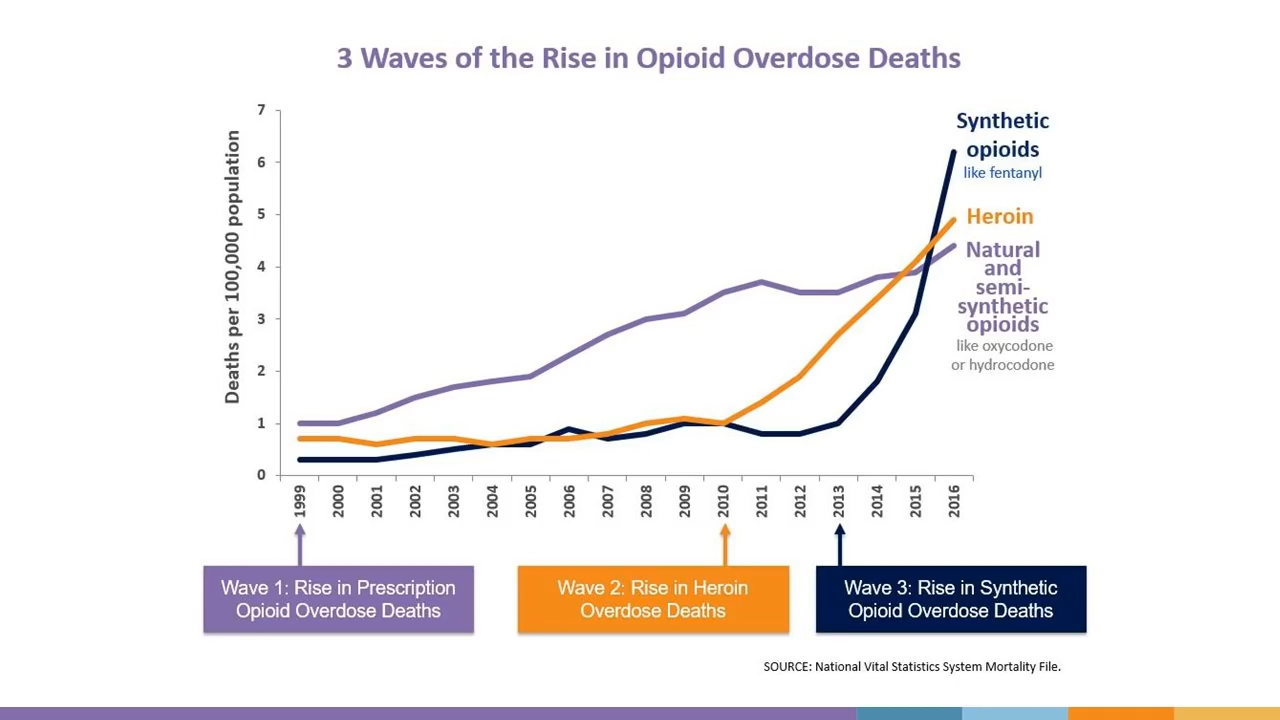 3 Waves of the Rise in Opioid Overdose Deaths
Deaths per 100,000 population
7
6
5
4
3
2
1
0
Synthetic
opioids
like fentanyl
Heroin
Natural
and
semi-
synthetic
opioids
like oxycodone
or hydrocodone
1999 2000 2001 2002 2003 2004 2005 2006 2007 2008 2009 2010 2011 2012 2013 2014 2015 2016
Wave 1: Rise in Prescription
Opioid Overdose Deaths
Wave 2: Rise in Heroin
Overdose Deaths
Wave 3: Rise in Synthetic
Opioid Overdose Deaths
SOURCE: National Vital Statistics System Mortality File.